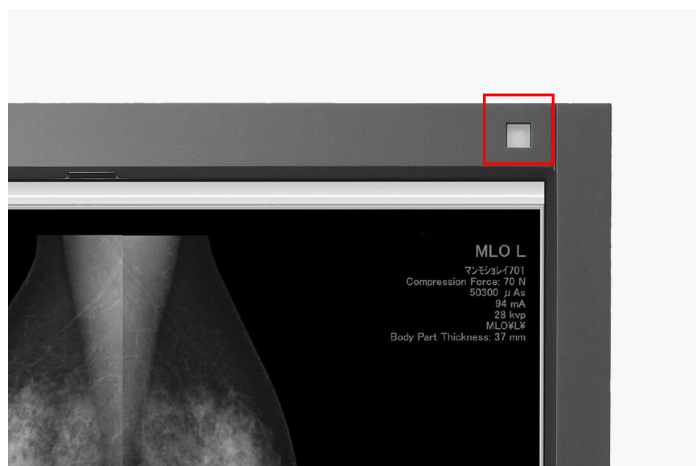 MLO L
マンモショレイ701
Compression Force: 70 N
50300 μAs
94 mA
28 kvp
MLO¥L¥
Body Part Thickness: 37 mm